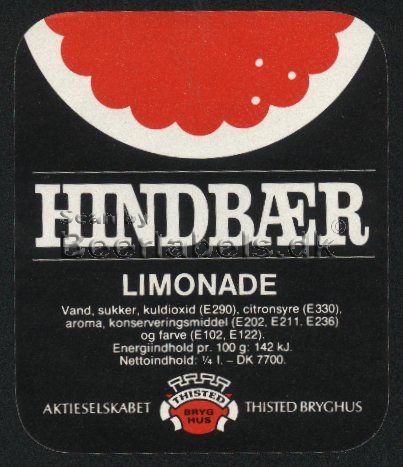 HINDBÆR
Scan by
Beerlabels.dk ©
LIMONADE
Vand, sukker, kuldioxid (E290), citronsyre (E330),
aroma, konserveringsmiddel (E202, E211. E236)
og farve (E102, E122).
Energiindhold pr. 100 g: 142 kJ.
Nettoindhold: ¼ l. – DK 7700.
AKTIESELSKABET THISTED BRYG HUS THISTED BRYGHUS